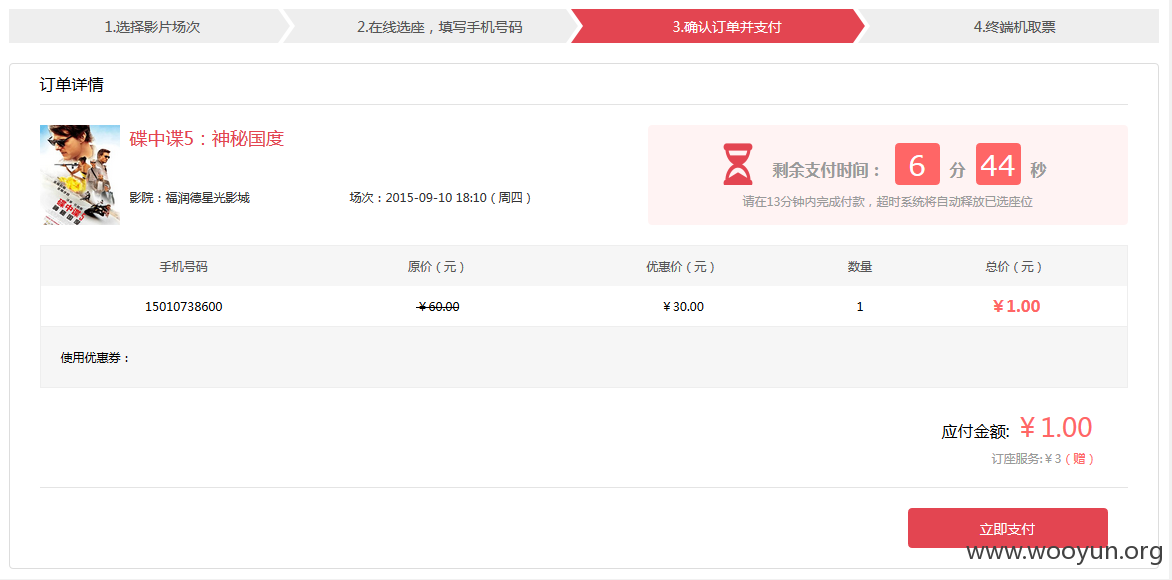 1.选择影片场次
2.在线选座，填写手机号码
3.确认订单并支付
4.终端机取票
订单详情
碟中谍5：神秘国度
影院：福润德星光影城
场次：2015-09-10 18:10（周四）
剩余支付时间： 6 分 44 秒
请在13分钟内完成付款，超时系统将自动释放已选座位
手机号码 原价（元） 优惠价（元） 数量 总价（元）
15010738600 ￥60.00 ￥30.00 1 ￥1.00
使用优惠券：
应付金额: ￥1.00
订座服务:￥3（赠）
立即支付
www.wooyun.org